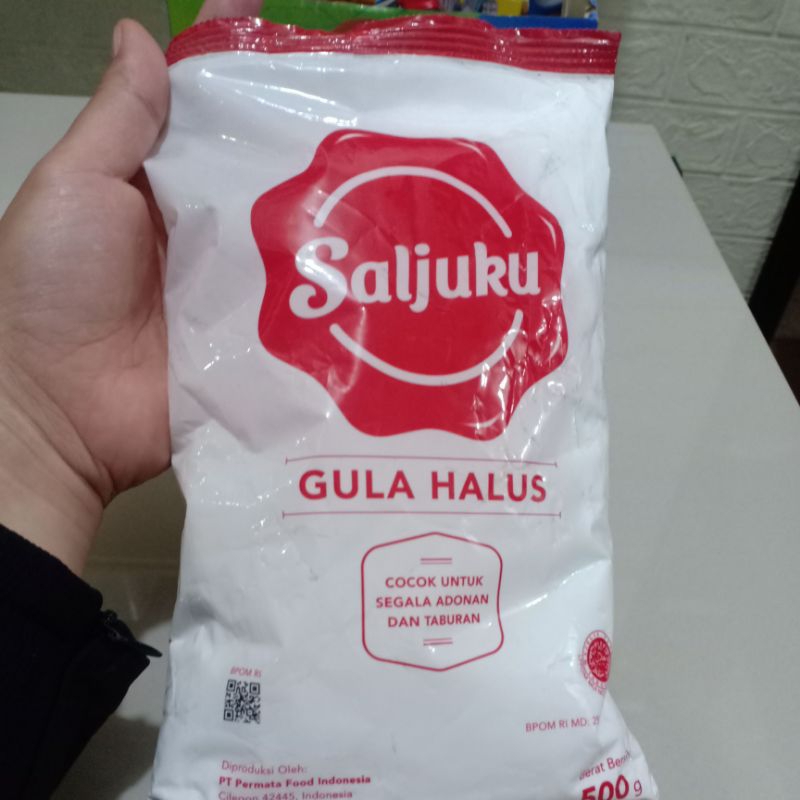 Saljuku
GULA HALUS
COCOK UNTUK
SEGALA ADONAN
DAN TABURAN
BPOM RI
BPOM RI MD:
Diproduksi Oleh:
PT Permata Food Indonesia
Cilegon 42445, Indonesia
500 g